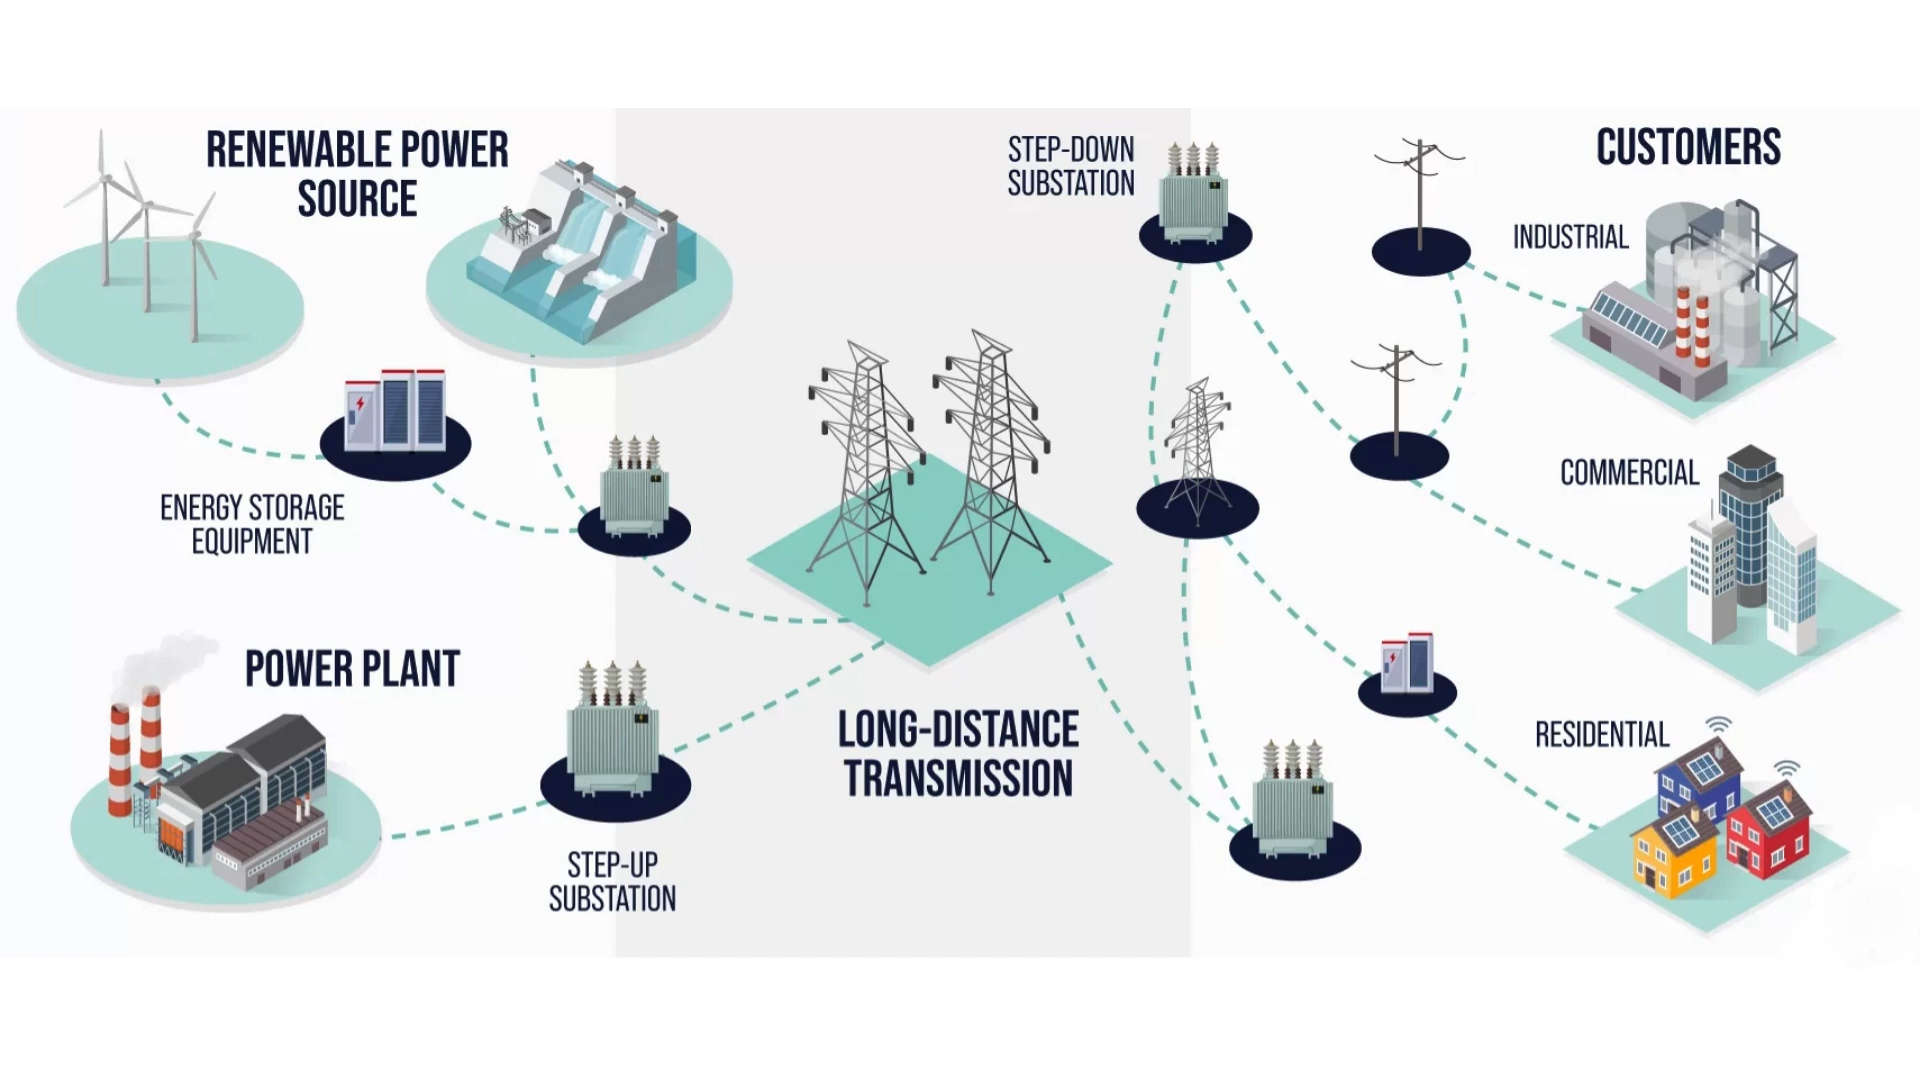 RENEWABLE POWER
SOURCE
ENERGY STORAGE
EQUIPMENT
POWER PLANT
STEP-UP
SUBSTATION
LONG-DISTANCE
TRANSMISSION
STEP-DOWN
SUBSTATION
CUSTOMERS
INDUSTRIAL
COMMERCIAL
RESIDENTIAL